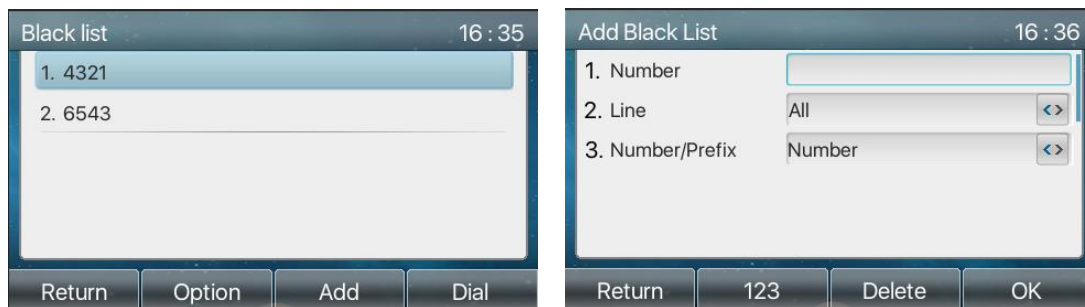 Black list 16 : 35
1. 4321
2. 6543
Return Option Add Dial
Add Black List 16 : 36
1. Number
2. Line All <>
3. Number/Prefix Number <>
Return 123 Delete OK